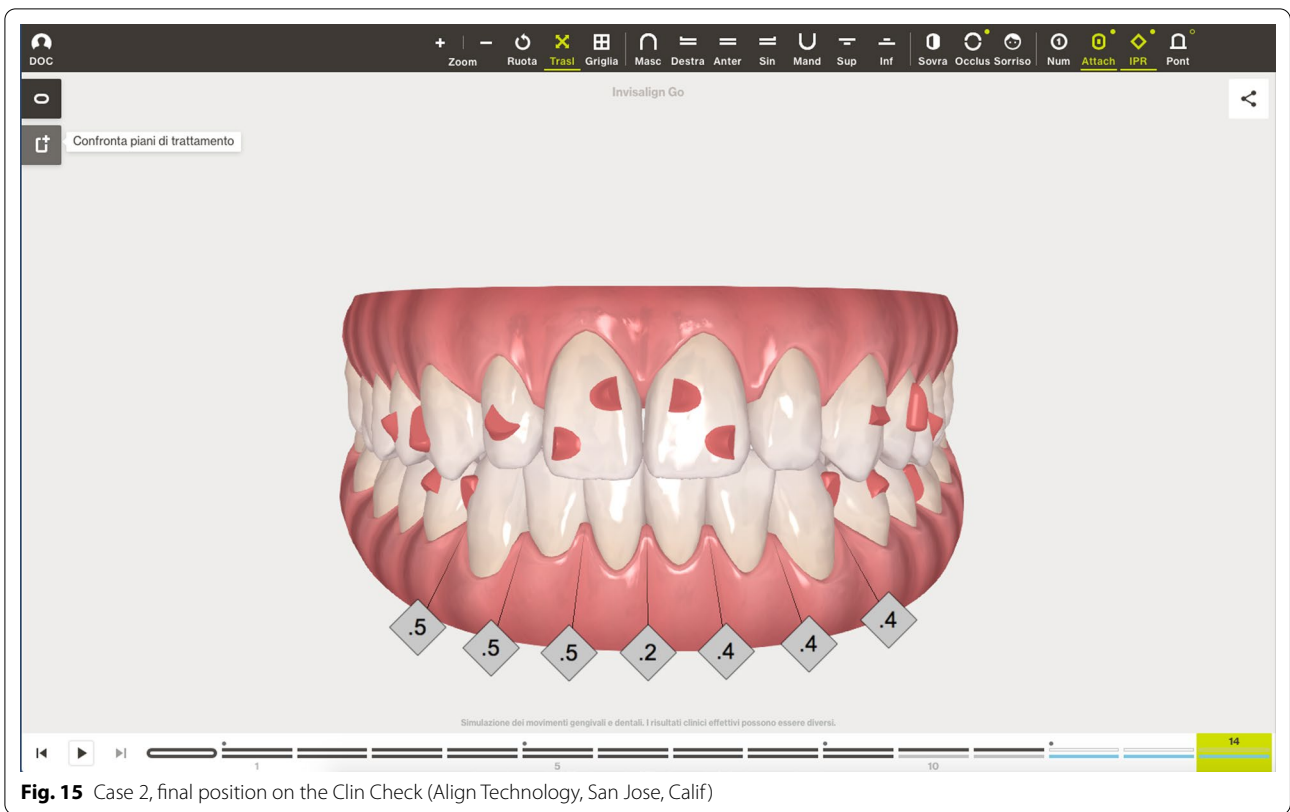 DOC
+ | − Zoom Ruota Trasl Griglia Masc Destra Anter Sin Mand Sup Inf Sovra Occlus Sorriso 1 Num Attach IPR Pont
Invisalign Go
Confronta piani di trattamento
.5 .5 .5 .2 .4 .4 .4
Simulazione dei movimenti gengivali e dentali. I risultati clinici effettivi possono essere diversi.
14
1 5 10
Fig. 15 Case 2, final position on the Clin Check (Align Technology, San Jose, Calif)